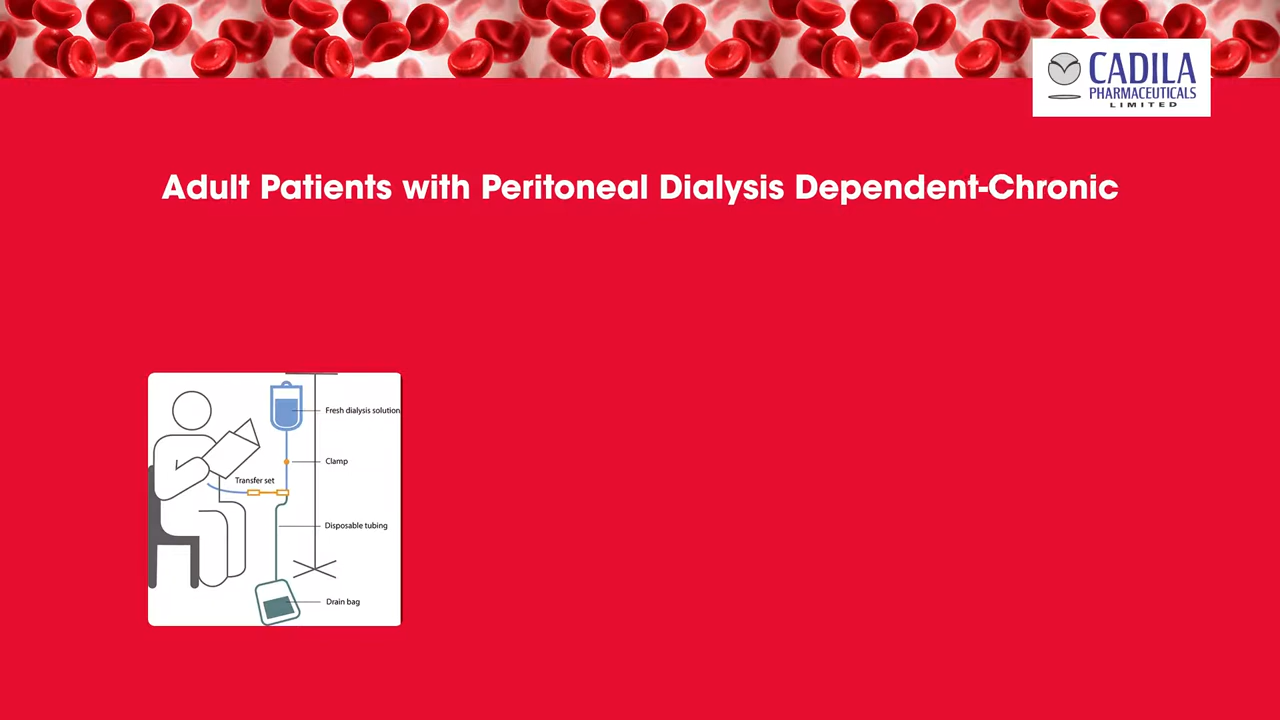 CADILA
PHARMACEUTICALS
LIMITED
Adult Patients with Peritoneal Dialysis Dependent-Chronic
Fresh dialysis solution
Clamp
Transfer set
Disposable tubing
Drain bag